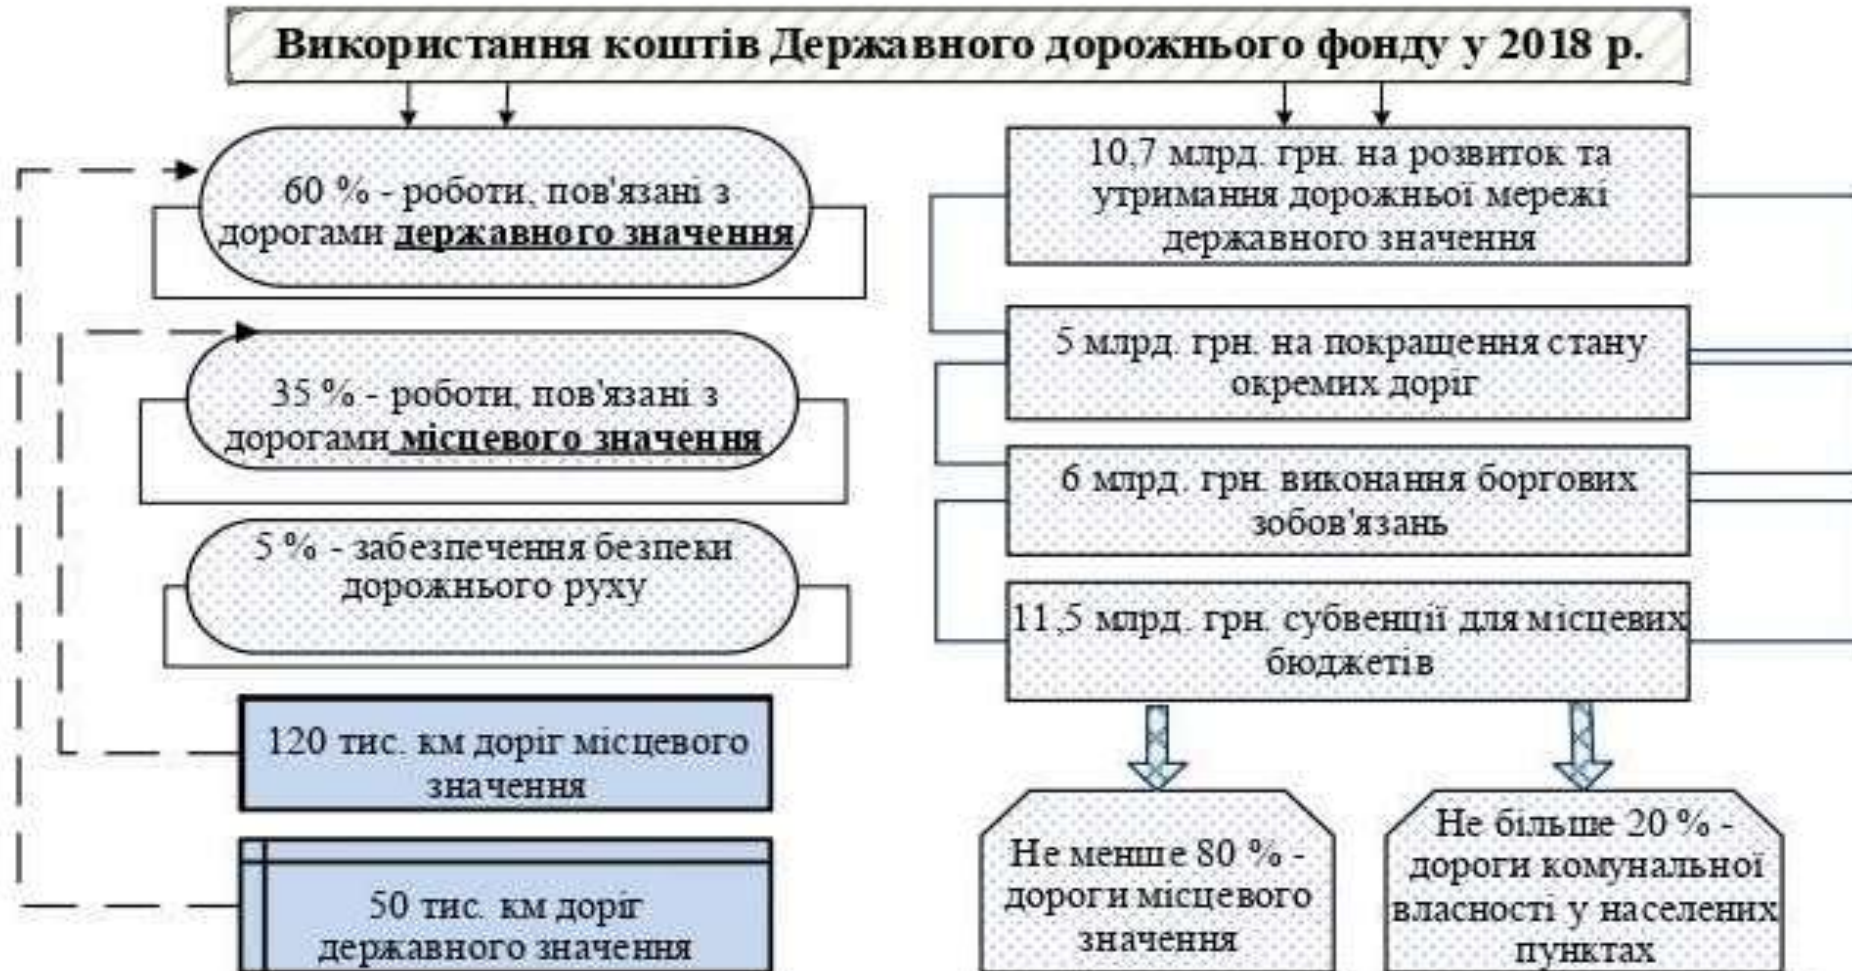 Використання коштів Державного дорожнього фонду у 2018 р.
60 % - роботи, пов'язані з
дорогами державного значення
35 % - роботи, пов'язані з
дорогами місцевого значення
5 % - забезпечення безпеки
дорожнього руху
120 тис. км доріг місцевого
значення
50 тис. км доріг
державного значення
10,7 млрд. грн. на розвиток та
утримання дорожньої мережі
державного значення
5 млрд. грн. на покращення стану
окремих доріг
6 млрд. грн. виконання боргових
зобов'язань
11,5 млрд. грн. субвенції для місцевих
бюджетів
Не менше 80 % -
дороги місцевого
значення
Не більше 20 % -
дороги комунальної
власності у населених
пунктах